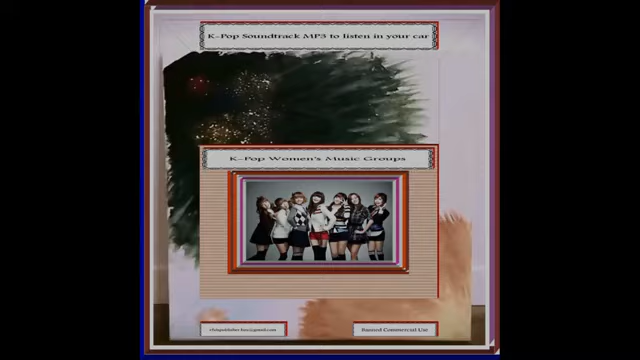 K-Pop Soundtrack MP3 to listen in your car
K-Pop Women's Music Groups
Banned Commercial Use